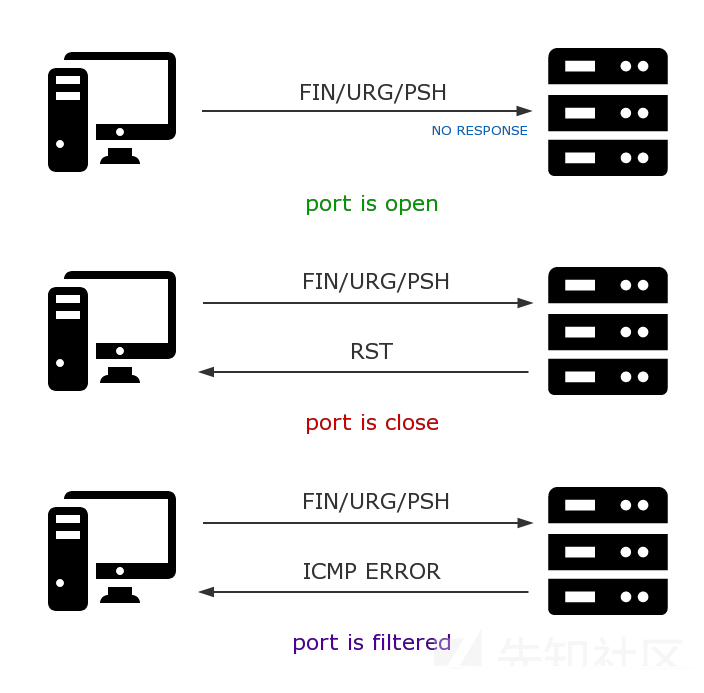 FIN/URG/PSH
NO RESPONSE
port is open
FIN/URG/PSH
RST
port is close
FIN/URG/PSH
ICMP ERROR
port is filtered
先知社区